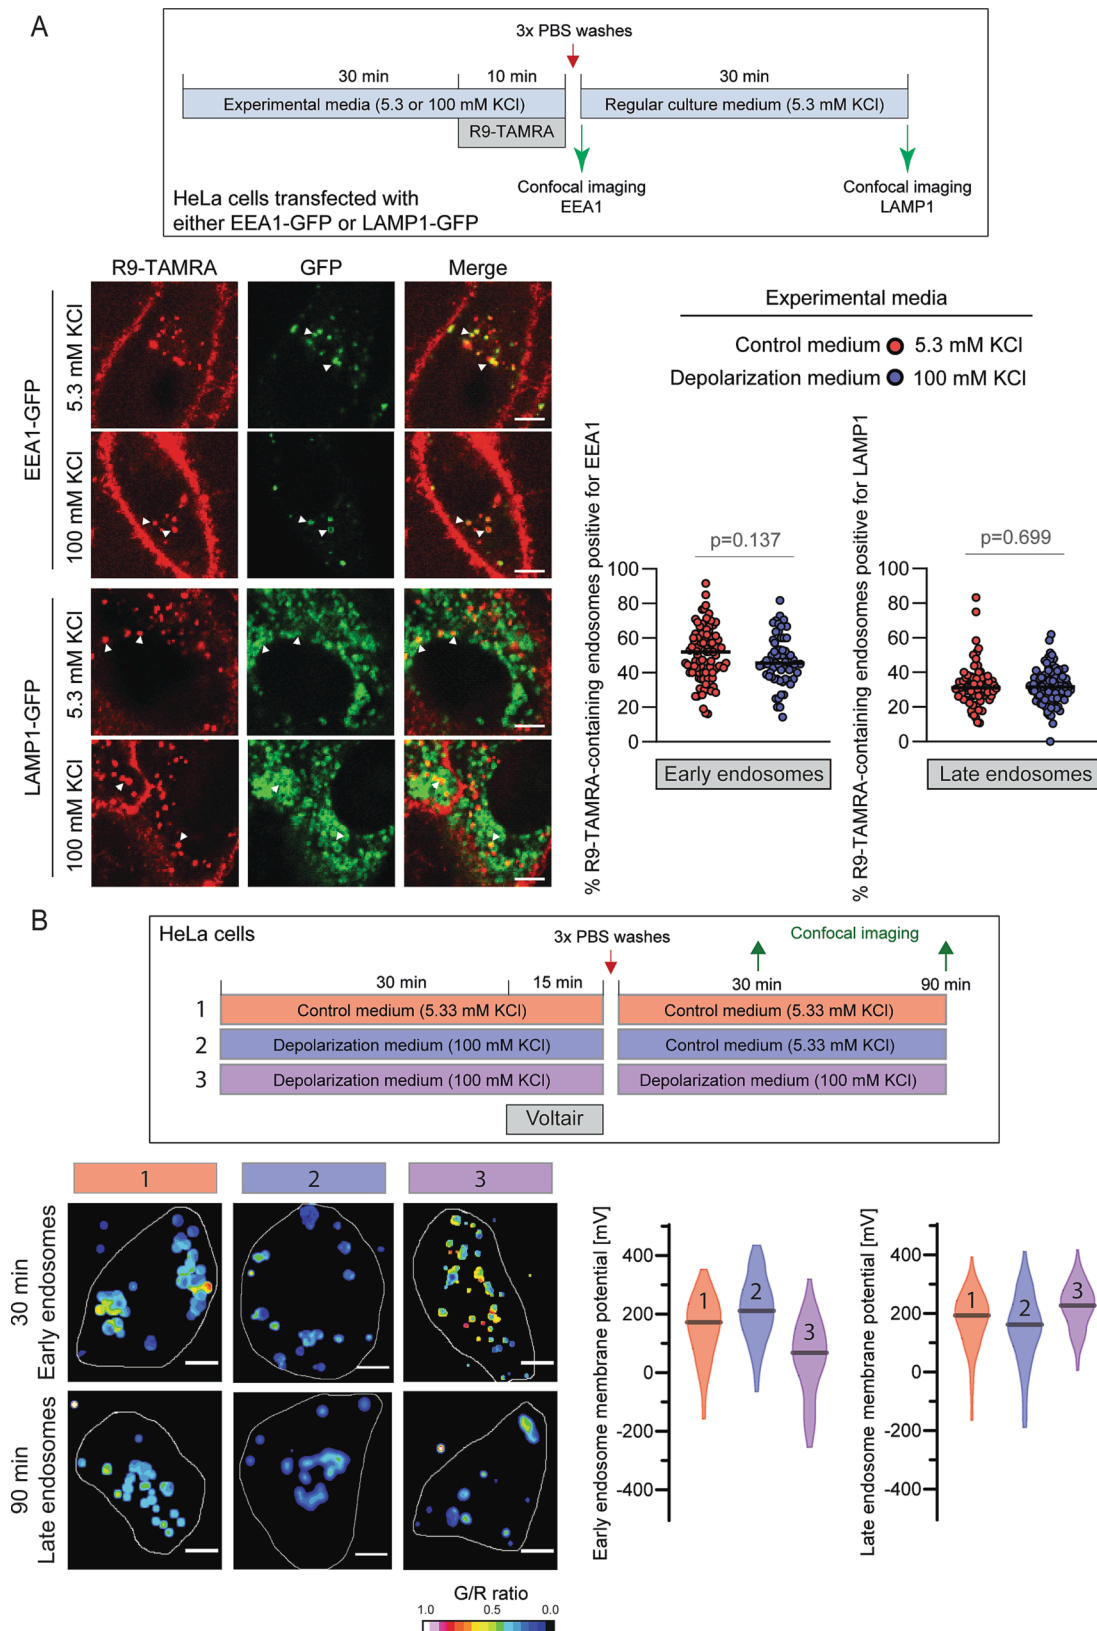 A
3x PBS washes
30 min
10 min
30 min
Experimental media (5.3 or 100 mM KCl)
Regular culture medium (5.3 mM KCl)
R9-TAMRA
Confocal imaging
EEA1
Confocal imaging
LAMP1
HeLa cells transfected with
either EEA1-GFP or LAMP1-GFP
R9-TAMRA
GFP
Merge
EEA1-GFP
5.3 mM KCl
100 mM KCl
LAMP1-GFP
5.3 mM KCl
100 mM KCl
Experimental media
Control medium 5.3 mM KCl
Depolarization medium 100 mM KCl
% R9-TAMRA-containing endosomes positive for EEA1
p=0.137
100
80
60
40
20
0
Early endosomes
% R9-TAMRA-containing endosomes positive for LAMP1
p=0.699
100
80
60
40
20
0
Late endosomes
B
HeLa cells
3x PBS washes
Confocal imaging
30 min
15 min
30 min
90 min
1
Control medium (5.33 mM KCl)
Control medium (5.33 mM KCl)
2
Depolarization medium (100 mM KCl)
Control medium (5.33 mM KCl)
3
Depolarization medium (100 mM KCl)
Depolarization medium (100 mM KCl)
Voltair
1
2
3
30 min
Early endosomes
90 min
Late endosomes
G/R ratio
1.0
0.5
0.0
Early endosome membrane potential [mV]
400
200
0
-200
-400
1
2
3
Late endosome membrane potential [mV]
400
200
0
-200
-400
1
2
3